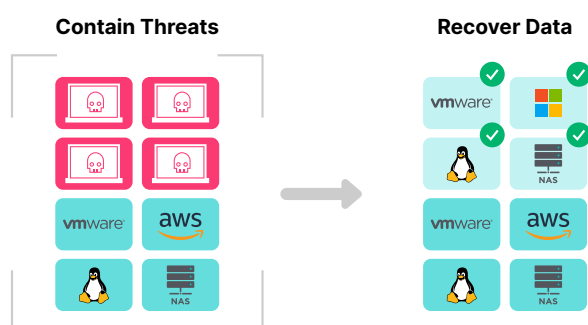 Contain Threats
Recover Data
vmware
aws
NAS
vmware
NAS
vmware
aws
NAS